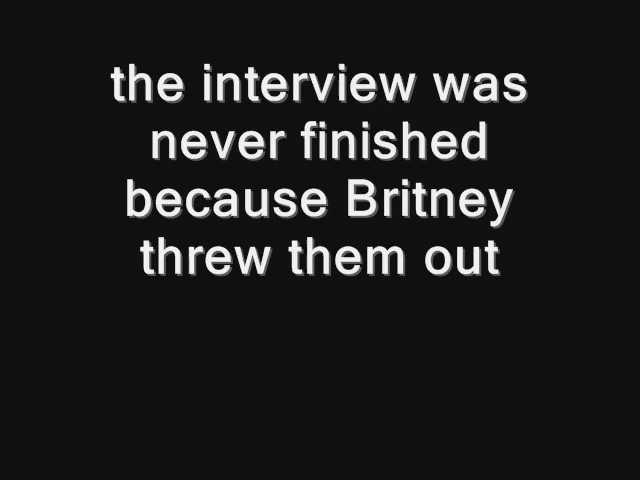 the interview was
never finished
because Britney
threw them out